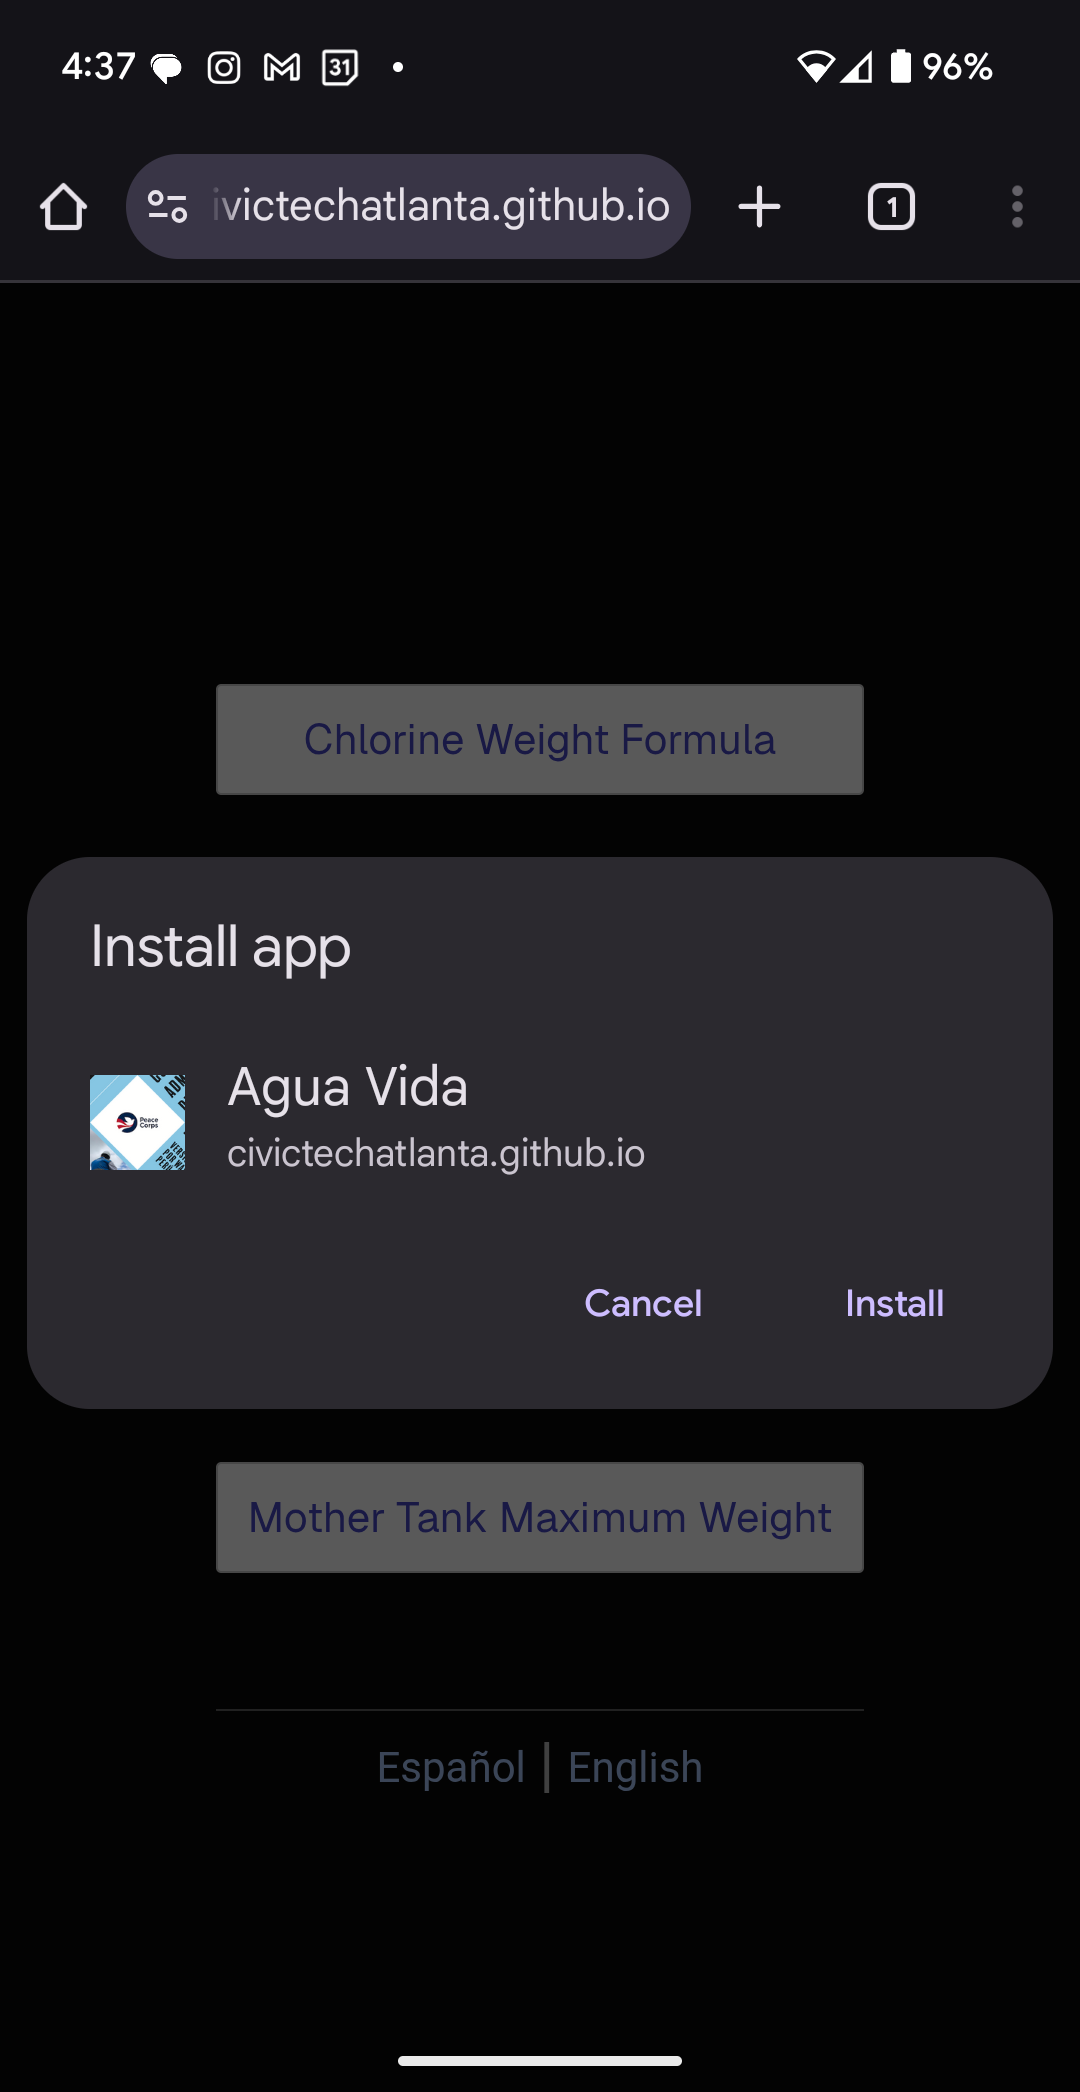 4:37
31
96%
ivictechatlanta.github.io
1
Chlorine Weight Formula
Install app
Agua Vida
civictechatlanta.github.io
Peace
Corps
Cancel
Install
Mother Tank Maximum Weight
Español | English